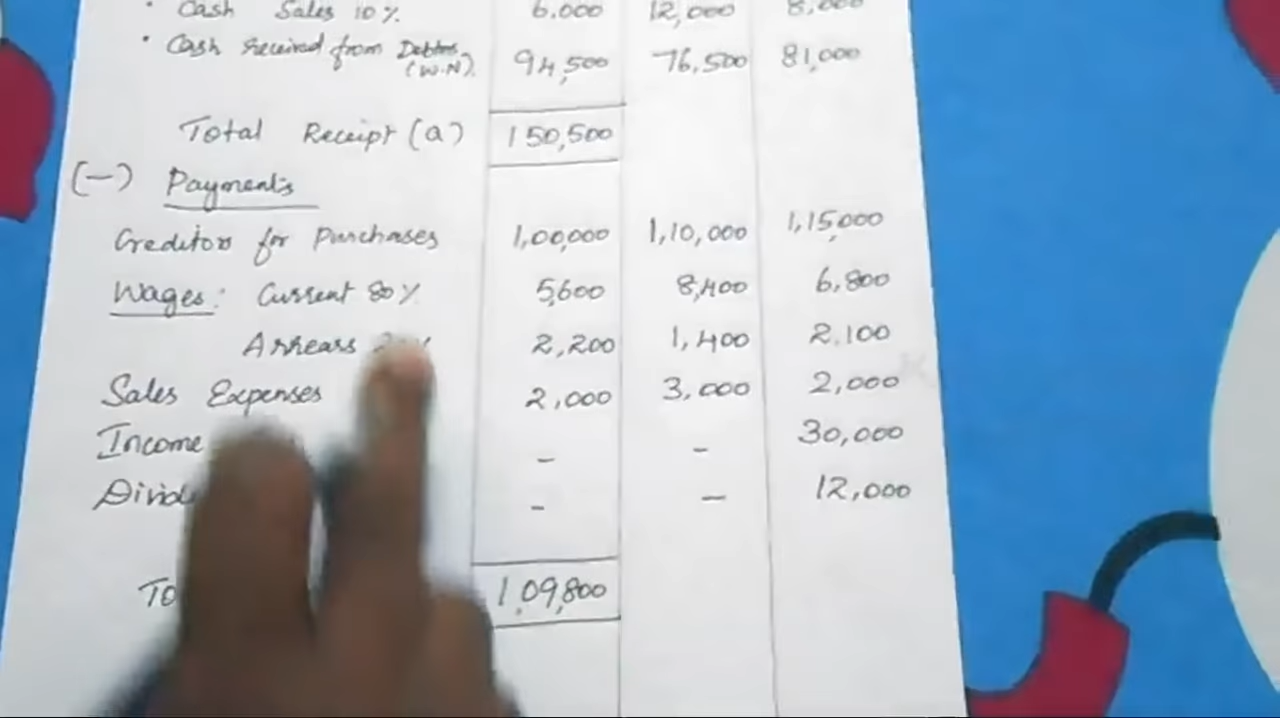 • Cash Sales 10% 6,000 12,000 8,000
• Cash received from Debtors (W.N). 94,500 76,500 81,000
Total Receipt (a) 150,500
(-) Payments
Creditors for Purchases 1,00,000 1,10,000 1,15,000
Wages: Current 80% 5,600 8,400 6,800
Arrears 2,200 1,400 2,100
Sales Expenses 2,000 3,000 2,000
Income - - 30,000
- - 12,000
1,09,800